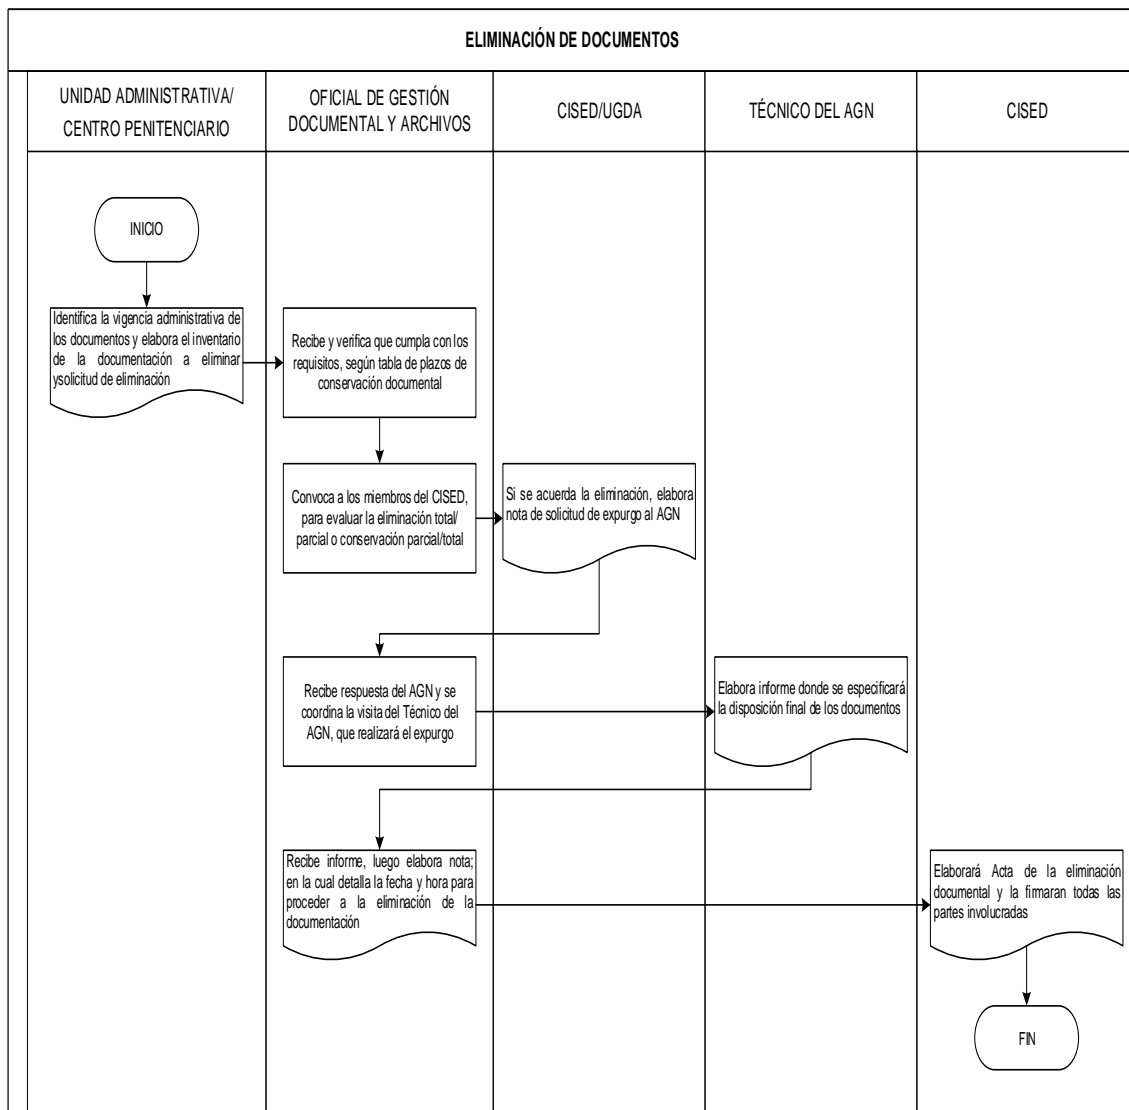 ELIMINACIÓN DE DOCUMENTOS
UNIDAD ADMINISTRATIVA/
CENTRO PENITENCIARIO
OFICIAL DE GESTIÓN
DOCUMENTAL Y ARCHIVOS
CISED/UGDA
TÉCNICO DEL AGN
CISED
INICIO
Identifica la vigencia administrativa de
los documentos y elabora el inventario
de la documentación a eliminar
ysolicitud de eliminación
Recibe y verifica que cumpla con los
requisitos, según tabla de plazos de
conservación documental
Convoca a los miembros del CISED,
para evaluar la eliminación total/
parcial o conservación parcial/total
Si se acuerda la eliminación, elabora
nota de solicitud de expurgo al AGN
Recibe respuesta del AGN y se
coordina la visita del Técnico del
AGN, que realizará el expurgo
Elabora informe donde se especificará
la disposición final de los documentos
Recibe informe, luego elabora nota;
en la cual detalla la fecha y hora para
proceder a la eliminación de la
documentación
Elaborará Acta de la eliminación
documental y la firmaran todas las
partes involucradas
FIN